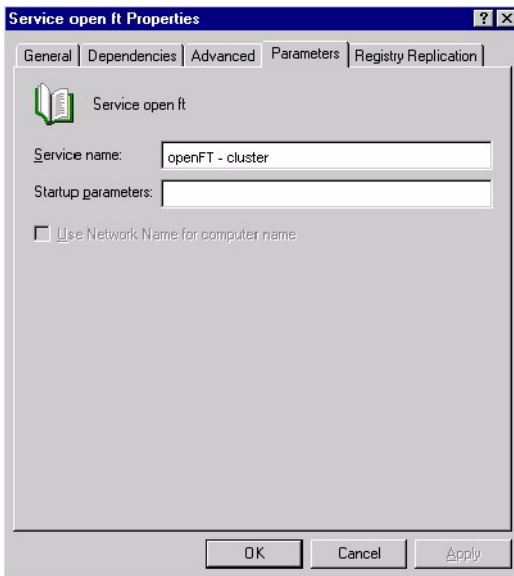 Service open ft Properties
General Dependencies Advanced Parameters Registry Replication
Service open ft
Service name: openFT - cluster
Startup parameters:
Use Network Name for computer name
OK Cancel Apply